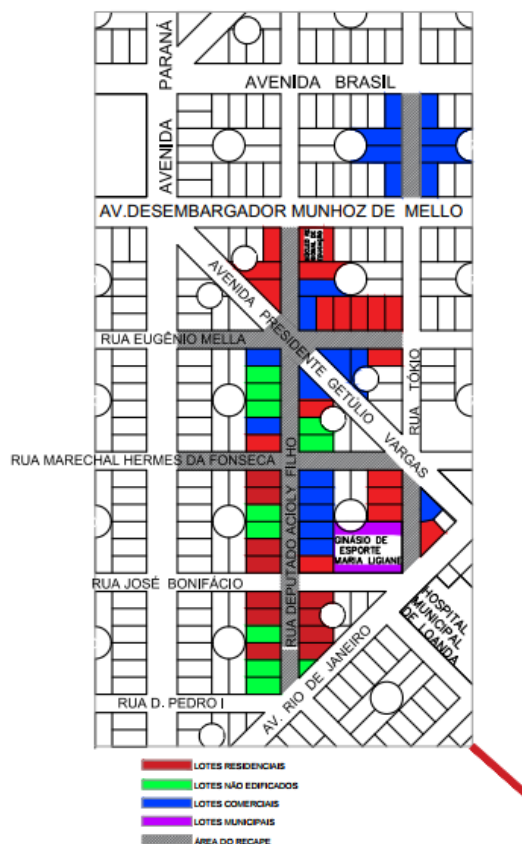 AVENIDA PARANÁ
AVENIDA BRASIL
AV.DESEMBARGADOR MUNHOZ DE MELLO
AVENIDA PRESIDENTE GETÚLIO VARGAS
RUA EUGÊNIO MELLA
RUA TÓKIO
RUA MARECHAL HERMES DA FONSECA
RUA DEPUTADO ACIOLY FILHO
GINÁSIO DE
ESPORTE
MARIA LIGIANE
RUA JOSÉ BONIFÁCIO
HOSPITAL
MUNICIPAL
DE LOANDA
AV. RIO DE JANEIRO
RUA D. PEDRO I
LOTES RESIDENCIAIS
LOTES NÃO EDIFICADOS
LOTES COMERCIAIS
LOTES MUNICIPAIS
ÁREA DO RECAPE